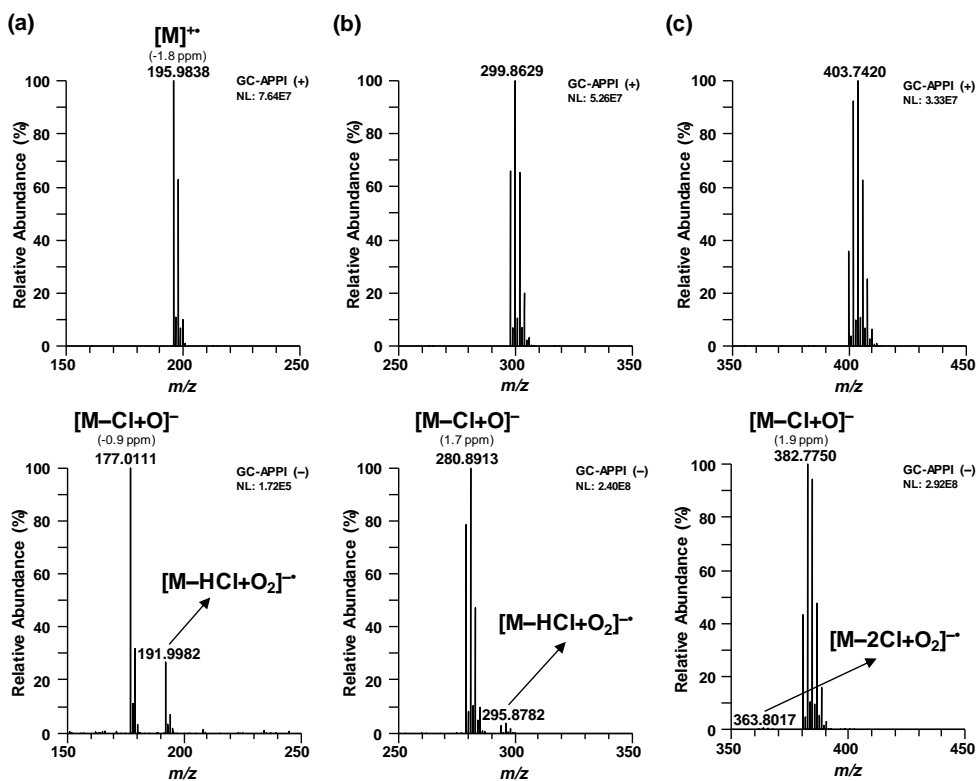 (a)
[M]⁺•
(-1.8 ppm)
195.9838
GC-APPI (+)
NL: 7.64E7
Relative Abundance (%)
100
80
60
40
20
0
150
200
250
m/z
(b)
299.8629
GC-APPI (+)
NL: 5.26E7
Relative Abundance (%)
100
80
60
40
20
0
250
300
350
m/z
(c)
403.7420
GC-APPI (+)
NL: 3.33E7
Relative Abundance (%)
100
80
60
40
20
0
350
400
450
m/z
[M–Cl+O]⁻
(-0.9 ppm)
177.0111
GC-APPI (–)
NL: 1.72E5
[M–HCl+O₂]⁻•
191.9982
Relative Abundance (%)
100
80
60
40
20
0
150
200
250
m/z
[M–Cl+O]⁻
(1.7 ppm)
280.8913
GC-APPI (–)
NL: 2.40E8
[M–HCl+O₂]⁻•
295.8782
Relative Abundance (%)
100
80
60
40
20
0
250
300
350
m/z
[M–Cl+O]⁻
(1.9 ppm)
382.7750
GC-APPI (–)
NL: 2.92E8
[M–2Cl+O₂]⁻•
363.8017
Relative Abundance (%)
100
80
60
40
20
0
350
400
450
m/z